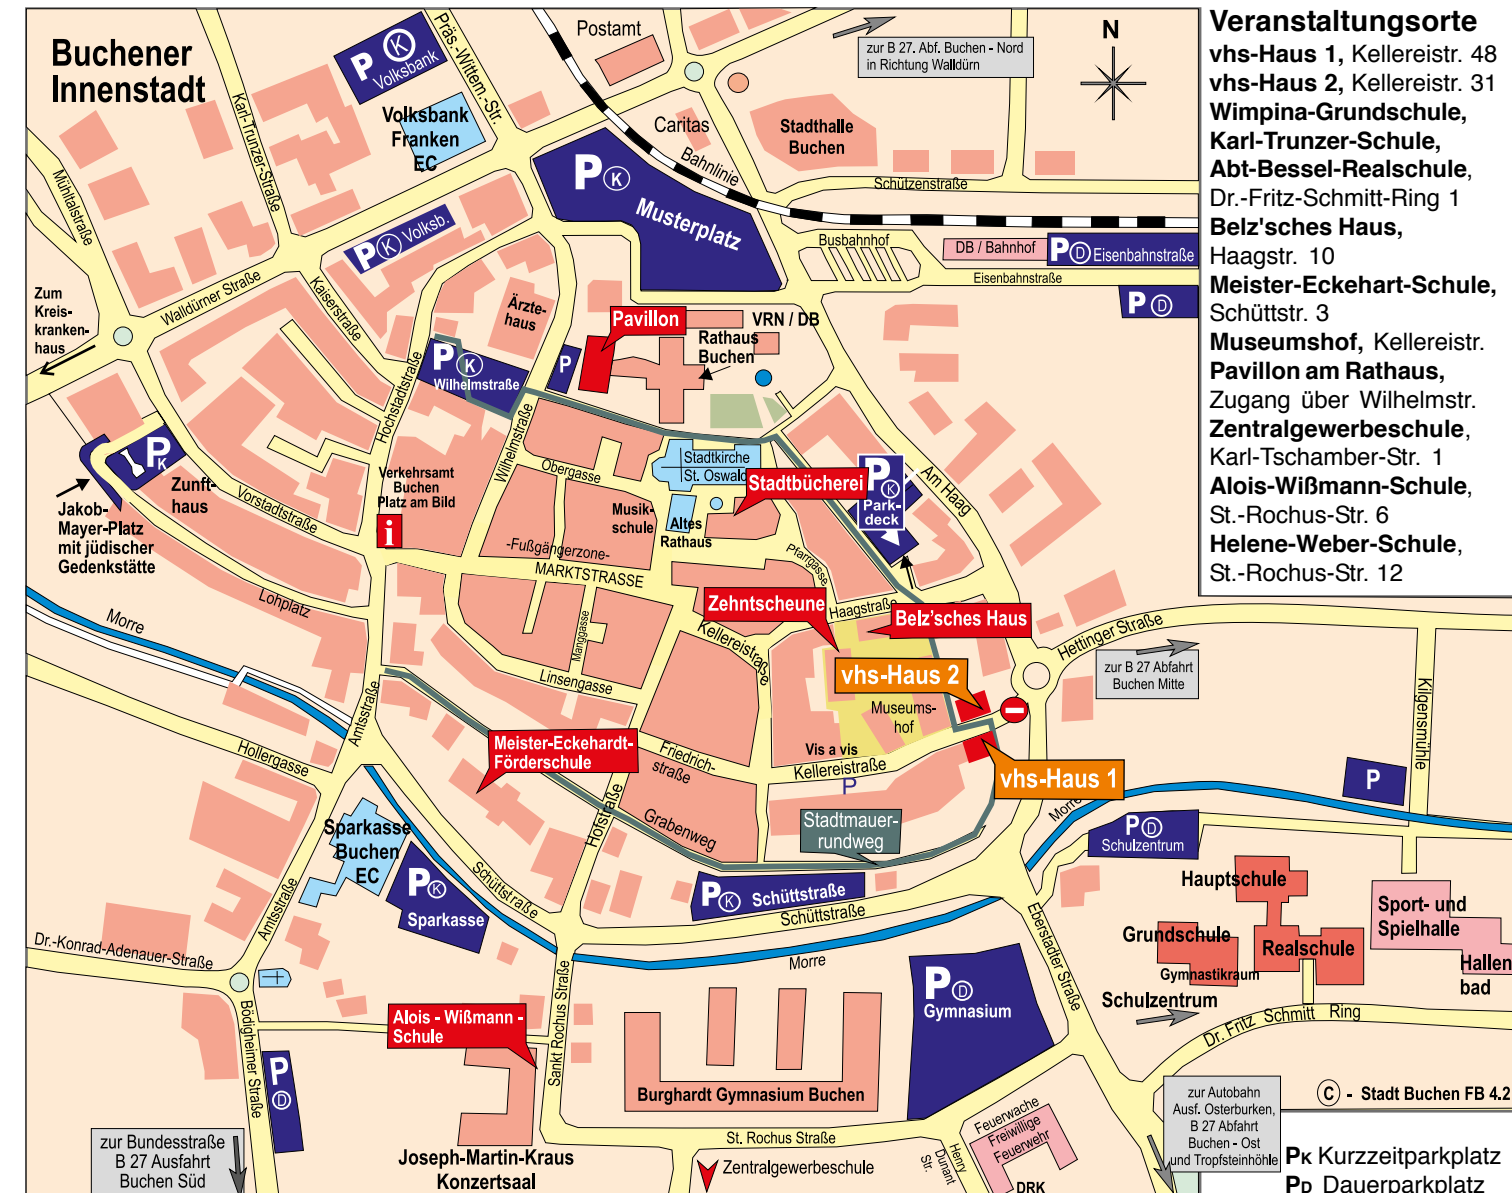 Buchener
Innenstadt
P K
Volksbank
Präs.-Wittem.-Str.
Postamt
zur B 27. Abf. Buchen - Nord
in Richtung Walldürn
N
Karl-Trunzer-Straße
Volksbank
Franken
EC
Caritas
Bahnlinie
Stadthalle
Buchen
Schützenstraße
Mühltalstraße
P K Musterplatz
P K Volksb.
Busbahnhof
DB / Bahnhof
P D Eisenbahnstraße
Eisenbahnstraße
P D
Walldürner Straße
Kaiserstraße
Zum
Kreis-
kranken-
haus
Ärzte-
haus
Pavillon
VRN / DB
Rathaus
Buchen
P K
Wilhelmstraße
P
Hochstadtstraße
Wilhelmstraße
PK
Zunft-
haus
Jakob-
Mayer-Platz
mit jüdischer
Gedenkstätte
Vorstadtstraße
Verkehrsamt
Buchen
Platz am Bild
i
Obergasse
Musik-
schule
Stadtkirche
St. Oswald
Stadtbücherei
Altes
Rathaus
P K
Park-
deck
Am Haag
-Fußgängerzone-
MARKTSTRASSE
Pfarrgasse
Haagstraße
Lohplatz
Morre
Zehntscheune
Belz'sches Haus
Kellereistraße
Manggasse
Linsengasse
vhs-Haus 2
Museums-
hof
Hettinger Straße
zur B 27 Abfahrt
Buchen Mitte
Kilgensmühle
Amtsstraße
Hollergasse
Meister-Eckehardt-
Förderschule
Friedrich-
straße
Vis a vis
Kellereistraße
P
vhs-Haus 1
Morre
P
Hofstraße
Grabenweg
Stadtmauer-
rundweg
P D
Schulzentrum
Sparkasse
Buchen
EC
P K
Sparkasse
Schüttstraße
P K Schüttstraße
Schüttstraße
Morre
Amtsstraße
Dr.-Konrad-Adenauer-Straße
Eberstadter Straße
Hauptschule
Grundschule
Gymnastikraum
Realschule
Sport- und
Spielhalle
Hallen
bad
Schulzentrum
Dr. Fritz Schmitt Ring
P D
Gymnasium
Bödigheimer Straße
P D
Alois - Wißmann -
Schule
Sankt Rochus Straße
Burghardt Gymnasium Buchen
St. Rochus Straße
Zentralgewerbeschule
Joseph-Martin-Kraus
Konzertsaal
zur Bundesstraße
B 27 Ausfahrt
Buchen Süd
Feuerwache
Freiwillige
Feuerwehr
Henry
Dunant
Str.
DRK
zur Autobahn
Ausf. Osterburken,
B 27 Abfahrt
Buchen - Ost
und Tropfsteinhöhle
C - Stadt Buchen FB 4.2
PK Kurzzeitparkplatz
PD Dauerparkplatz
Veranstaltungsorte
vhs-Haus 1, Kellereistr. 48
vhs-Haus 2, Kellereistr. 31
Wimpina-Grundschule,
Karl-Trunzer-Schule,
Abt-Bessel-Realschule,
Dr.-Fritz-Schmitt-Ring 1
Belz'sches Haus,
Haagstr. 10
Meister-Eckehart-Schule,
Schüttstr. 3
Museumshof, Kellereistr.
Pavillon am Rathaus,
Zugang über Wilhelmstr.
Zentralgewerbeschule,
Karl-Tschamber-Str. 1
Alois-Wißmann-Schule,
St.-Rochus-Str. 6
Helene-Weber-Schule,
St.-Rochus-Str. 12